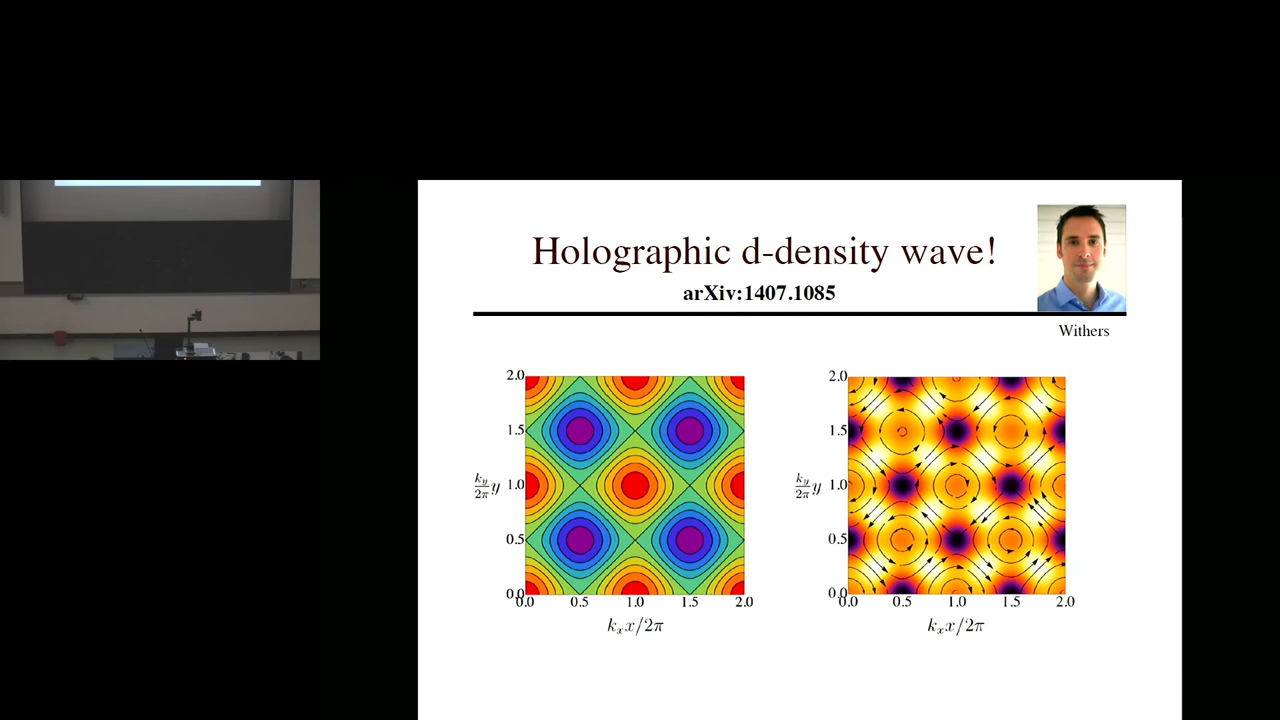 Holographic d-density wave!
arXiv:1407.1085
Withers
2.0
1.5
k_y/2π y 1.0
0.5
0.0
0.0 0.5 1.0 1.5 2.0
k_x x/2π
2.0
1.5
k_y/2π y 1.0
0.5
0.0
0.0 0.5 1.0 1.5 2.0
k_x x/2π